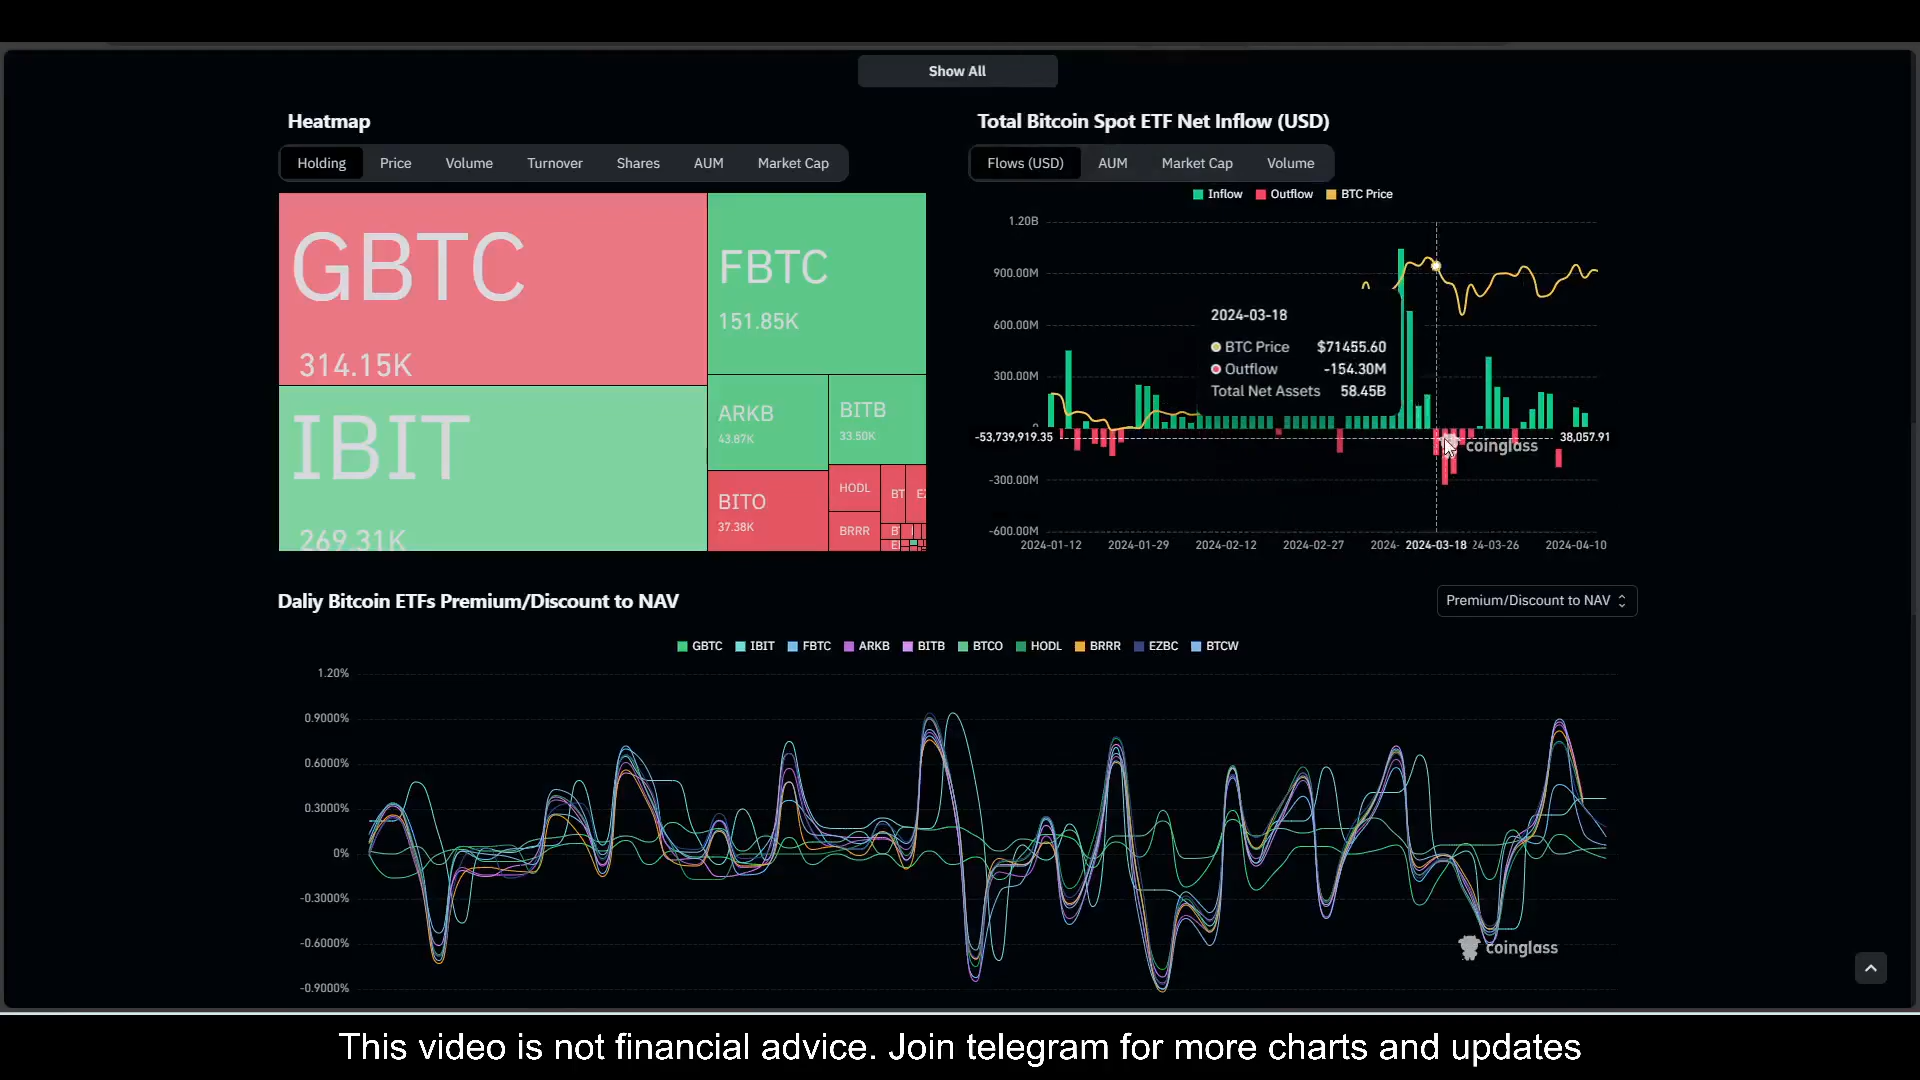 Show All
Heatmap
Holding Price Volume Turnover Shares AUM Market Cap
GBTC
314.15K
IBIT
269.31K
FBTC
151.85K
ARKB
43.87K
BITB
33.50K
BITO
37.38K
HODL
BRRR
BT
Total Bitcoin Spot ETF Net Inflow (USD)
Flows (USD) AUM Market Cap Volume
Inflow Outflow BTC Price
1.20B
900.00M
600.00M
300.00M
0
-53,739,919.35
-300.00M
-600.00M
38,057.91
2024-03-18
BTC Price $71455.60
Outflow -154.30M
Total Net Assets 58.45B
coinglass
2024-01-12 2024-01-29 2024-02-12 2024-02-27 2024- 2024-03-18 24-03-26 2024-04-10
Daliy Bitcoin ETFs Premium/Discount to NAV
Premium/Discount to NAV
GBTC IBIT FBTC ARKB BITB BTCO HODL BRRR EZBC BTCW
1.20%
0.9000%
0.6000%
0.3000%
0%
-0.3000%
-0.6000%
-0.9000%
coinglass
This video is not financial advice. Join telegram for more charts and updates